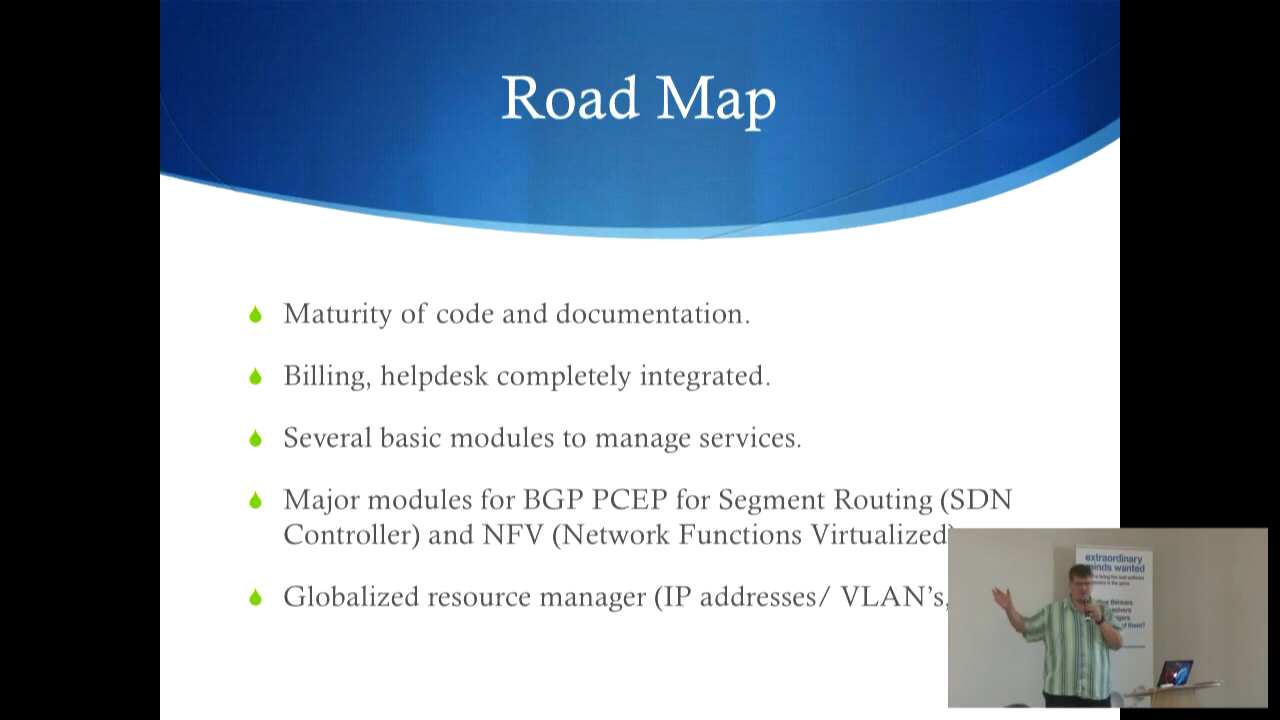 Road Map
Maturity of code and documentation.
Billing, helpdesk completely integrated.
Several basic modules to manage services.
Major modules for BGP PCEP for Segment Routing (SDN
Controller) and NFV (Network Functions Virtualized)
Globalized resource manager (IP addresses/ VLAN's,
extraordinary
minds wanted